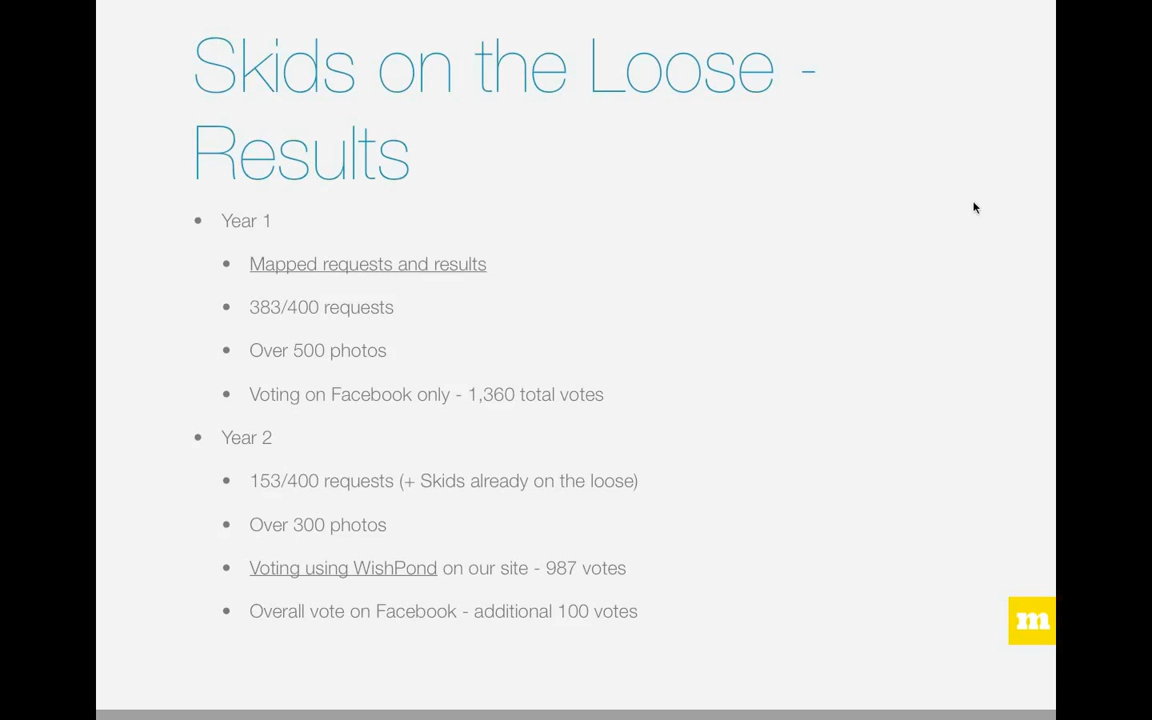 Skids on the Loose -
Results
• Year 1
• Mapped requests and results
• 383/400 requests
• Over 500 photos
• Voting on Facebook only - 1,360 total votes
• Year 2
• 153/400 requests (+ Skids already on the loose)
• Over 300 photos
• Voting using WishPond on our site - 987 votes
• Overall vote on Facebook - additional 100 votes
m